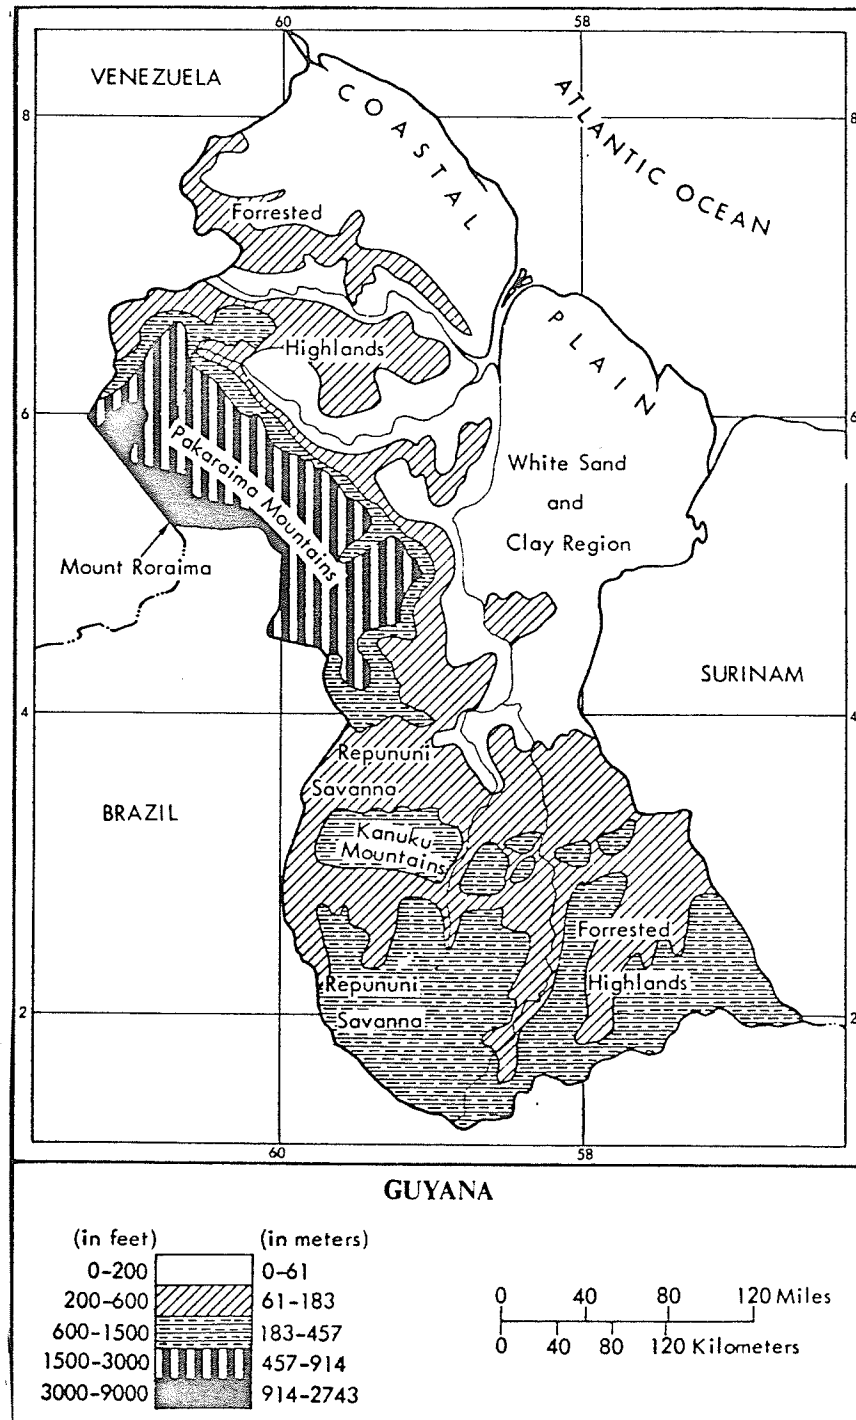 60 58
VENEZUELA
COASTAL
ATLANTIC OCEAN
8 8
Forrested
Highlands
PLAIN
6 6
Pakaraima Mountains
White Sand
and
Clay Region
Mount Roraima
SURINAM
4 4
Repununi
Savanna
BRAZIL
Kanuku
Mountains
Forrested
Highlands
Repununi
Savanna
2 2
60 58
GUYANA
(in feet) (in meters)
0-200 0-61
200-600 61-183
600-1500 183-457
1500-3000 457-914
3000-9000 914-2743
0 40 80 120 Miles
0 40 80 120 Kilometers